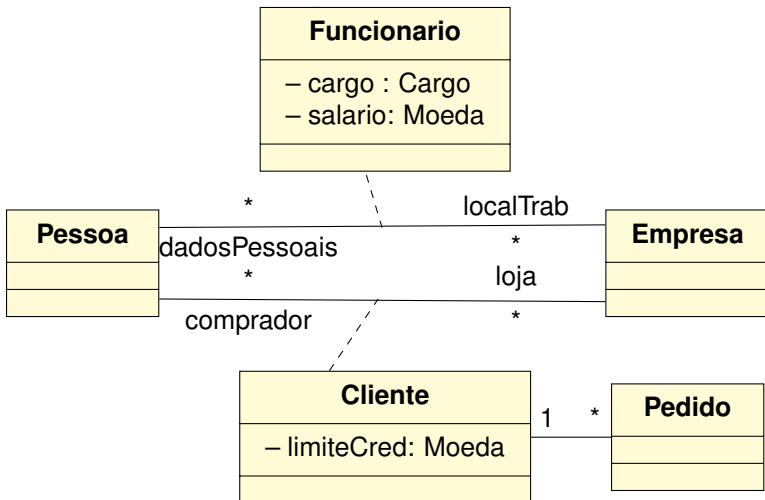 Funcionario
– cargo : Cargo
– salario: Moeda
* localTrab
Pessoa
Empresa
dadosPessoais *
* loja
comprador *
Cliente
– limiteCred: Moeda
1 *
Pedido